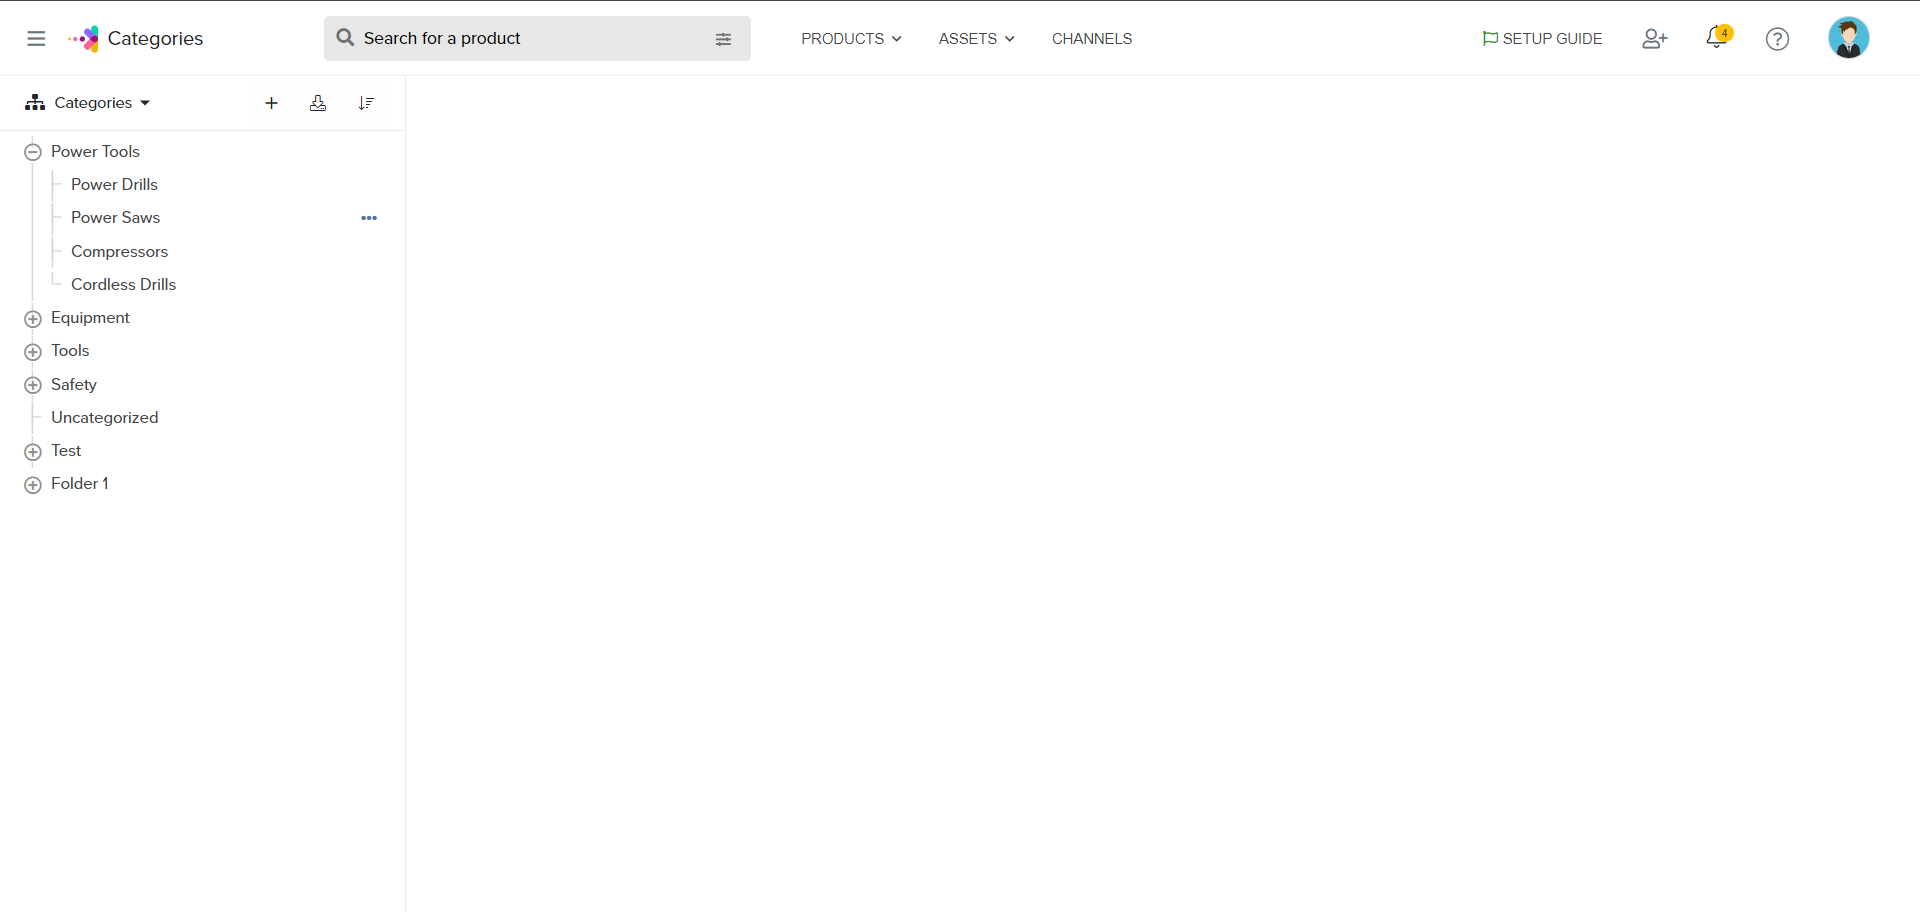 Categories
Search for a product
PRODUCTS
ASSETS
CHANNELS
SETUP GUIDE
4
Categories
Power Tools
Power Drills
Power Saws
Compressors
Cordless Drills
Equipment
Tools
Safety
Uncategorized
Test
Folder 1